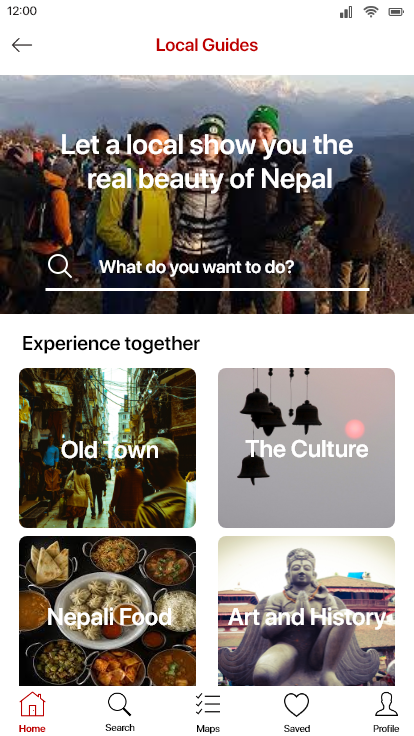 12:00
Local Guides
Let a local show you the
real beauty of Nepal
What do you want to do?
Experience together
Old Town
The Culture
Nepali Food
Art and History
Home
Search
Maps
Saved
Profile